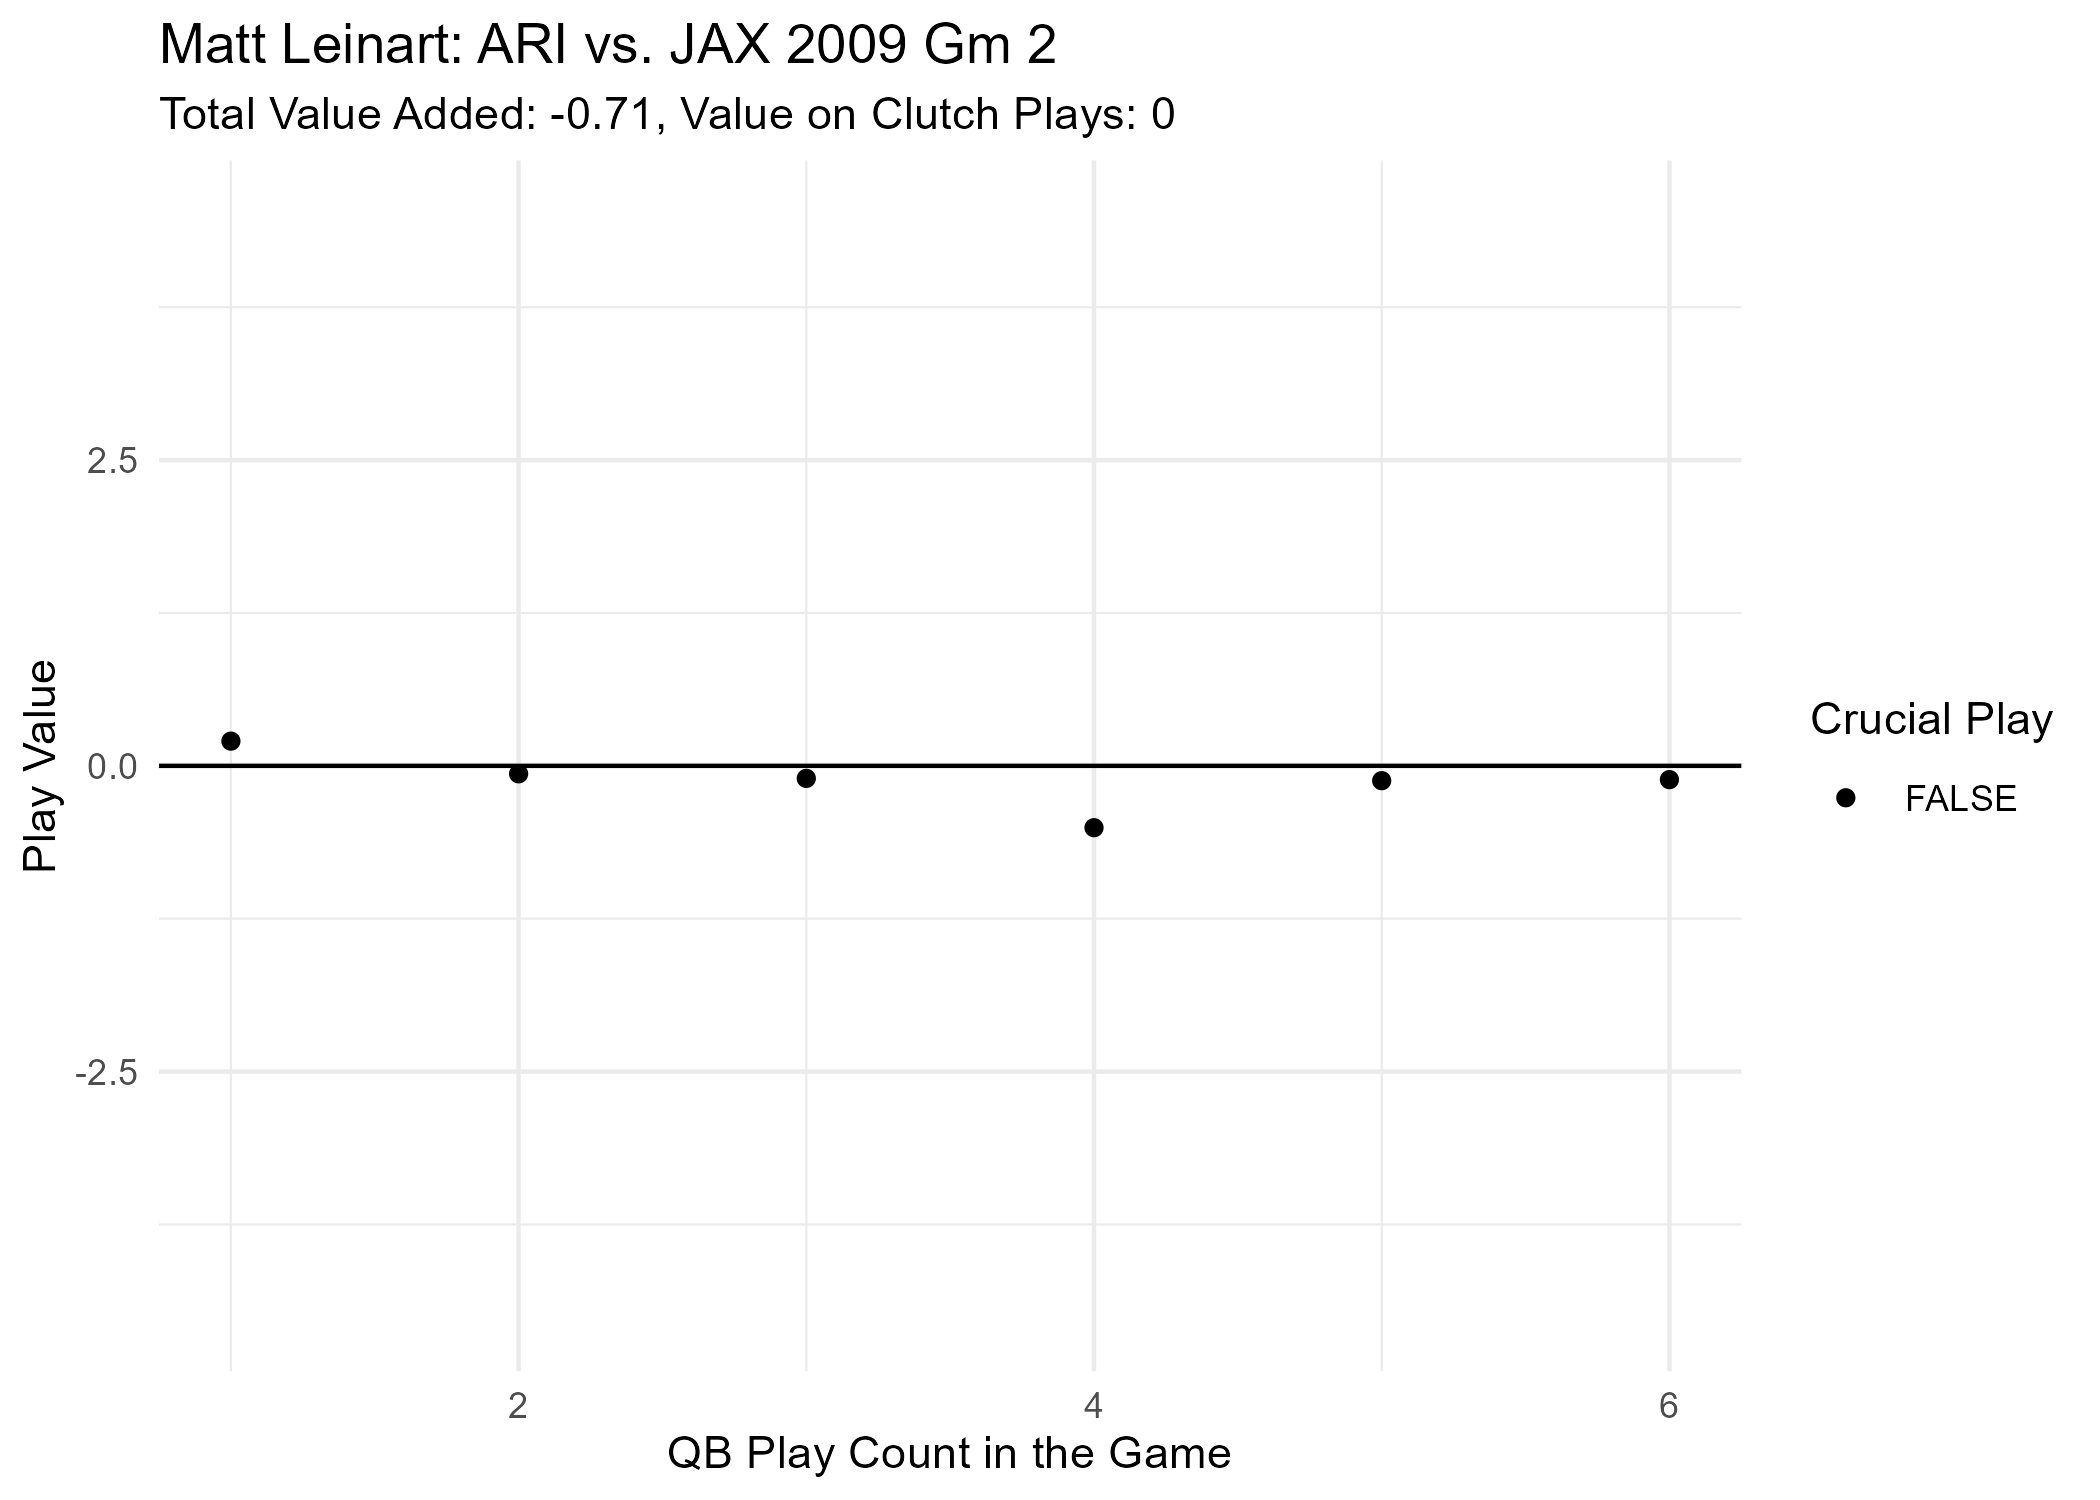 Matt Leinart: ARI vs. JAX 2009 Gm 2
Total Value Added: -0.71, Value on Clutch Plays: 0
Play Value
2.5
0.0
-2.5
2
4
6
QB Play Count in the Game
Crucial Play
FALSE